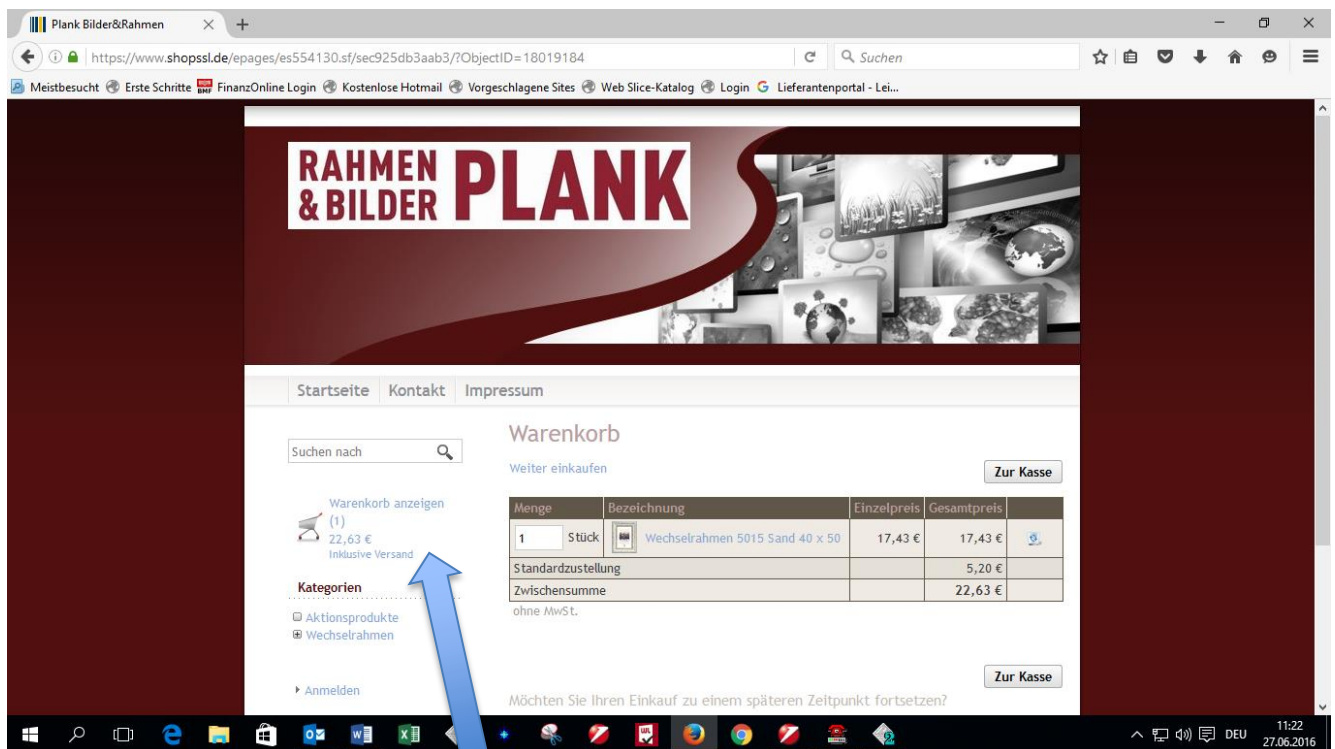 Plank Bilder&Rahmen
https://www.shopssl.de/epages/es554130.sf/sec925db3aab3/?ObjectID=18019184
Suchen
Meistbesucht Erste Schritte BMF FinanzOnline Login Kostenlose Hotmail Vorgeschlagene Sites Web Slice-Katalog Login G Lieferantenportal - Lei...
RAHMEN
& BILDER PLANK
Startseite Kontakt Impressum
Suchen nach
Warenkorb anzeigen
(1)
22,63 €
Inklusive Versand
Kategorien
Aktionsprodukte
Wechselrahmen
Anmelden
Warenkorb
Weiter einkaufen
Zur Kasse
Menge Bezeichnung Einzelpreis Gesamtpreis
1 Stück Wechselrahmen 5015 Sand 40 x 50 17,43 € 17,43 €
Standardzustellung 5,20 €
Zwischensumme 22,63 €
ohne MwSt.
Zur Kasse
Möchten Sie Ihren Einkauf zu einem späteren Zeitpunkt fortsetzen?
DEU
11:22
27.06.2016